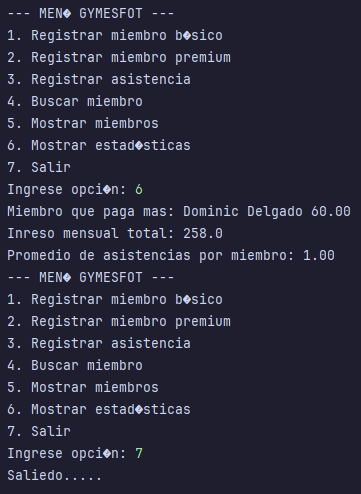 --- MEN� GYMESFOT ---
1. Registrar miembro b�sico
2. Registrar miembro premium
3. Registrar asistencia
4. Buscar miembro
5. Mostrar miembros
6. Mostrar estad�sticas
7. Salir
Ingrese opci�n: 6
Miembro que paga mas: Dominic Delgado 60.00
Inreso mensual total: 258.0
Promedio de asistencias por miembro: 1.00
--- MEN� GYMESFOT ---
1. Registrar miembro b�sico
2. Registrar miembro premium
3. Registrar asistencia
4. Buscar miembro
5. Mostrar miembros
6. Mostrar estad�sticas
7. Salir
Ingrese opci�n: 7
Saliedo.....